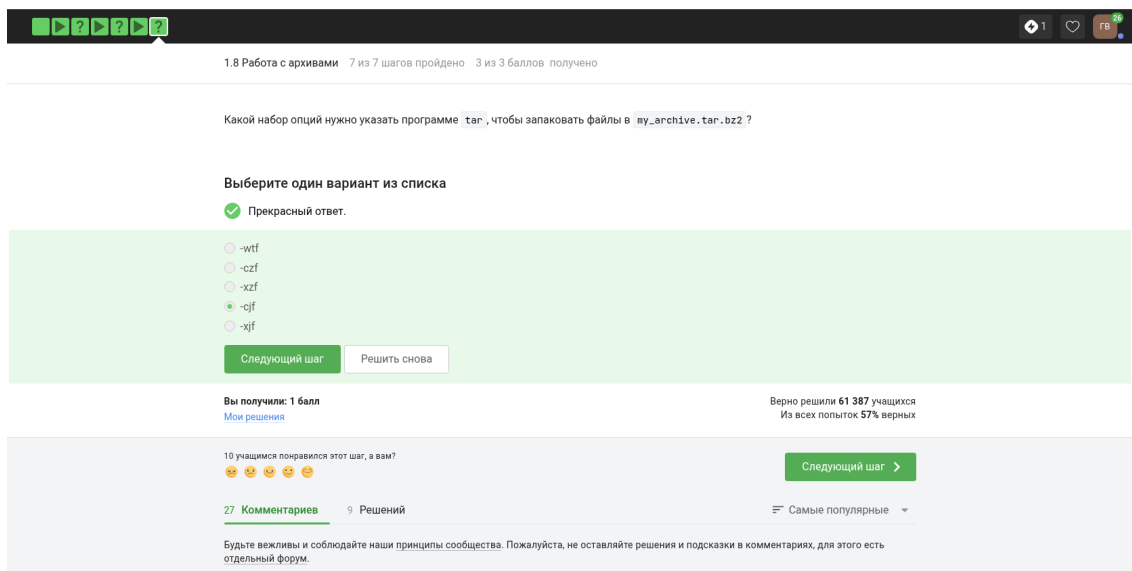 ? ? ?
1 ГВ 26
1.8 Работа с архивами 7 из 7 шагов пройдено 3 из 3 баллов получено
Какой набор опций нужно указать программе tar , чтобы запаковать файлы в my_archive.tar.bz2 ?
Выберите один вариант из списка
Прекрасный ответ.
-wtf
-czf
-xzf
-cjf
-xjf
Следующий шаг Решить снова
Вы получили: 1 балл
Мои решения
Верно решили 61 387 учащихся
Из всех попыток 57% верных
10 учащимся понравился этот шаг, а вам?
Следующий шаг
27 Комментариев 9 Решений Самые популярные
Будьте вежливы и соблюдайте наши принципы сообщества. Пожалуйста, не оставляйте решения и подсказки в комментариях, для этого есть
отдельный форум.